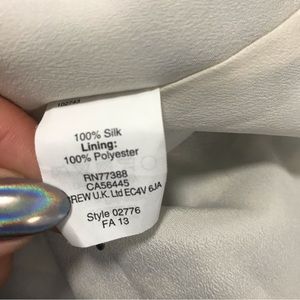 100% Silk
Lining:
100% Polyester
RN77388
CA56445
REW U.K. Ltd EC4V 6JA
Style 02776
FA 13